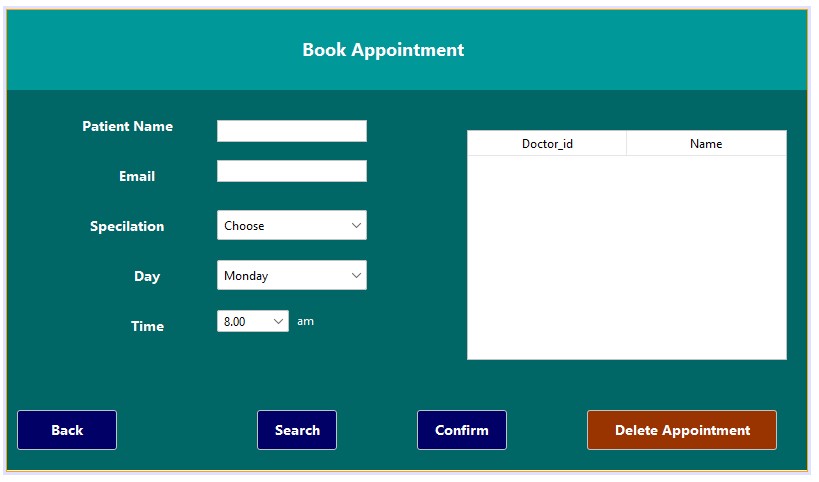 Book Appointment
Patient Name
Doctor_id Name
Email
Specilation Choose
Day Monday
Time 8.00 am
Back Search Confirm Delete Appointment